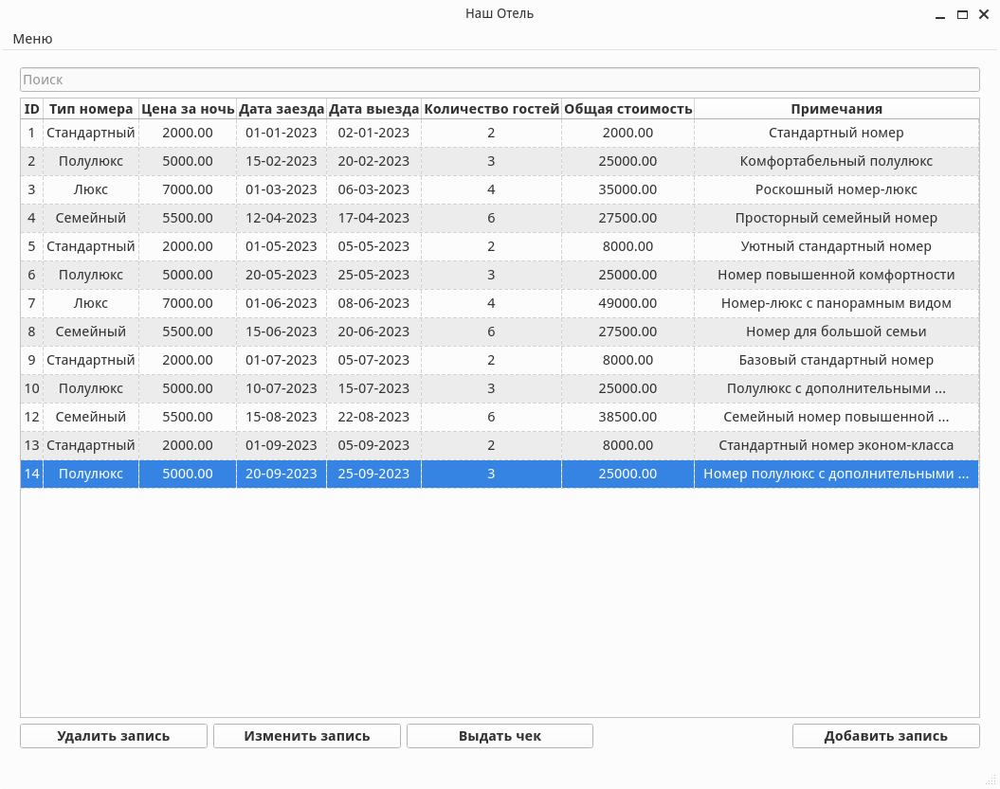 Наш Отель
Меню
Поиск
ID Тип номера Цена за ночь Дата заезда Дата выезда Количество гостей Общая стоимость Примечания
1 Стандартный 2000.00 01-01-2023 02-01-2023 2 2000.00 Стандартный номер
2 Полулюкс 5000.00 15-02-2023 20-02-2023 3 25000.00 Комфортабельный полулюкс
3 Люкс 7000.00 01-03-2023 06-03-2023 4 35000.00 Роскошный номер-люкс
4 Семейный 5500.00 12-04-2023 17-04-2023 6 27500.00 Просторный семейный номер
5 Стандартный 2000.00 01-05-2023 05-05-2023 2 8000.00 Уютный стандартный номер
6 Полулюкс 5000.00 20-05-2023 25-05-2023 3 25000.00 Номер повышенной комфортности
7 Люкс 7000.00 01-06-2023 08-06-2023 4 49000.00 Номер-люкс с панорамным видом
8 Семейный 5500.00 15-06-2023 20-06-2023 6 27500.00 Номер для большой семьи
9 Стандартный 2000.00 01-07-2023 05-07-2023 2 8000.00 Базовый стандартный номер
10 Полулюкс 5000.00 10-07-2023 15-07-2023 3 25000.00 Полулюкс с дополнительными ...
12 Семейный 5500.00 15-08-2023 22-08-2023 6 38500.00 Семейный номер повышенной ...
13 Стандартный 2000.00 01-09-2023 05-09-2023 2 8000.00 Стандартный номер эконом-класса
14 Полулюкс 5000.00 20-09-2023 25-09-2023 3 25000.00 Номер полулюкс с дополнительными ...
Удалить запись Изменить запись Выдать чек Добавить запись